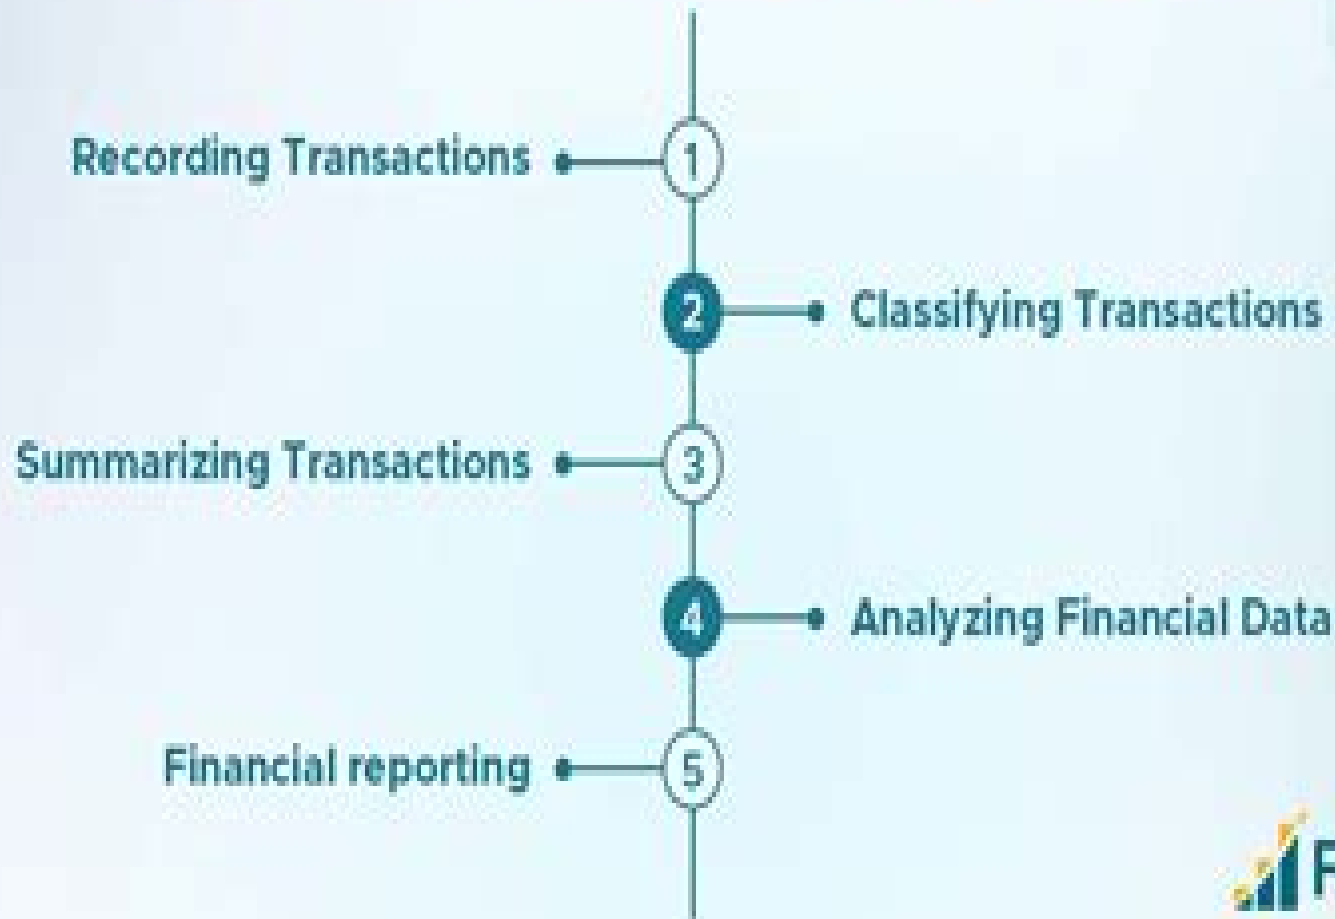 Recording Transactions
1
2
Classifying Transactions
Summarizing Transactions
3
4
Analyzing Financial Data
Financial reporting
5
F